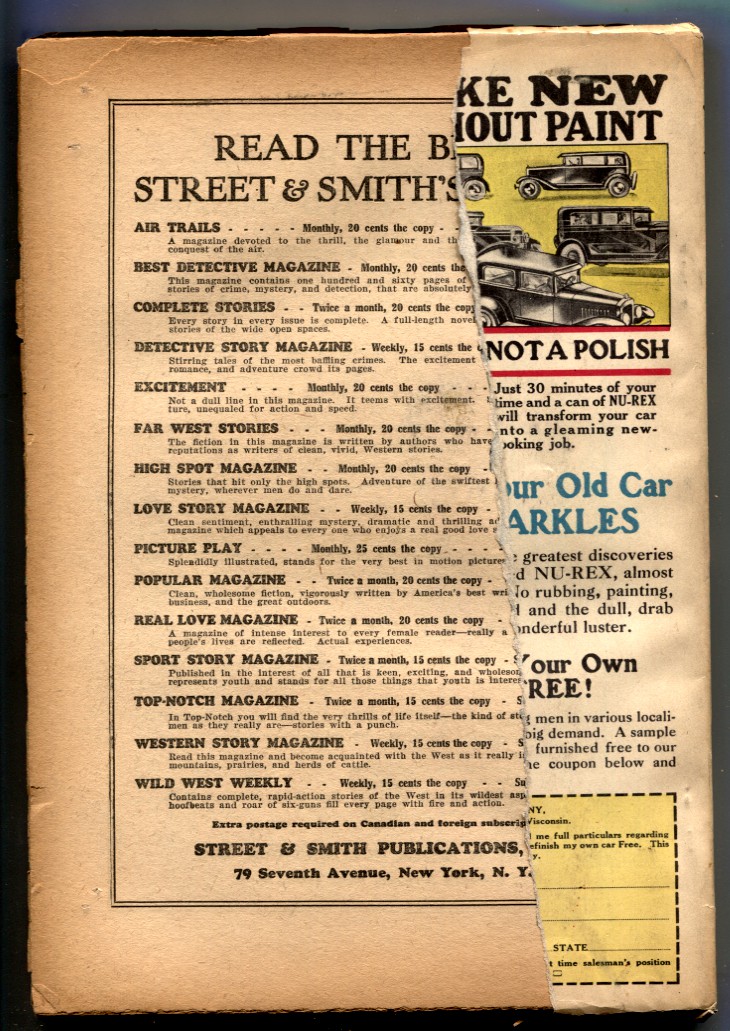 READ THE B
STREET & SMITH'S
AIR TRAILS - - - - - Monthly, 20 cents the copy - -
A magazine devoted to the thrill, the glamour and th
conquest of the air.
BEST DETECTIVE MAGAZINE - Monthly, 20 cents the
This magazine contains one hundred and sixty pages of
stories of crime, mystery, and detection, that are absolutely
COMPLETE STORIES - - Twice a month, 20 cents the copy
Every story in every issue is complete. A full-length novel
stories of the wide open spaces.
DETECTIVE STORY MAGAZINE - Weekly, 15 cents the
Stirring tales of the most baffling crimes. The excitement
romance, and adventure crowd its pages.
EXCITEMENT - - - - Monthly, 20 cents the copy - - -
Not a dull line in this magazine. It teems with excitement.
ture, unequaled for action and speed.
FAR WEST STORIES - - - Monthly, 20 cents the copy - -
The fiction in this magazine is written by authors who have
reputations as writers of clean, vivid, Western stories.
HIGH SPOT MAGAZINE - - Monthly, 20 cents the copy -
Stories that hit only the high spots. Adventure of the swiftest
mystery, wherever men do and dare.
LOVE STORY MAGAZINE - - Weekly, 15 cents the copy -
Clean sentiment, enthralling mystery, dramatic and thrilling ad
magazine which appeals to every one who enjoys a real good love s
PICTURE PLAY - - - - Monthly, 25 cents the copy - - -
Splendidly illustrated, stands for the very best in motion pictures
POPULAR MAGAZINE - - Twice a month, 20 cents the copy -
Clean, wholesome fiction, vigorously written by America's best wri
business, and the great outdoors.
REAL LOVE MAGAZINE - Twice a month, 20 cents the copy -
A magazine of intense interest to every female reader—really a
people's lives are reflected. Actual experiences.
SPORT STORY MAGAZINE - Twice a month, 15 cents the copy - S
Published in the interest of all that is keen, exciting, and wholesom
represents youth and stands for all those things that youth is interes
TOP-NOTCH MAGAZINE - Twice a month, 15 cents the copy - S
In Top-Notch you will find the very thrills of life itself—the kind of st
men as they really are—stories with a punch.
WESTERN STORY MAGAZINE - Weekly, 15 cents the copy - S
Read this magazine and become acquainted with the West as it really i
mountains, prairies, and herds of cattle.
WILD WEST WEEKLY - - Weekly, 15 cents the copy - - Su
Contains complete, rapid-action stories of the West in its wildest asp
hoofbeats and roar of six-guns fill every page with fire and action.
Extra postage required on Canadian and foreign subscrip
STREET & SMITH PUBLICATIONS,
79 Seventh Avenue, New York, N. Y.
KE NEW
HOUT PAINT
NOT A POLISH
Just 30 minutes of your
time and a can of NU-REX
will transform your car
into a gleaming new-
ooking job.
our Old Car
ARKLES
e greatest discoveries
d NU-REX, almost
No rubbing, painting,
d and the dull, drab
onderful luster.
Your Own
REE!
g men in various locali-
big demand. A sample
furnished free to our
he coupon below and
NY,
Wisconsin.
me full particulars regarding
efinish my own car Free. This
y.
STATE
t time salesman's position